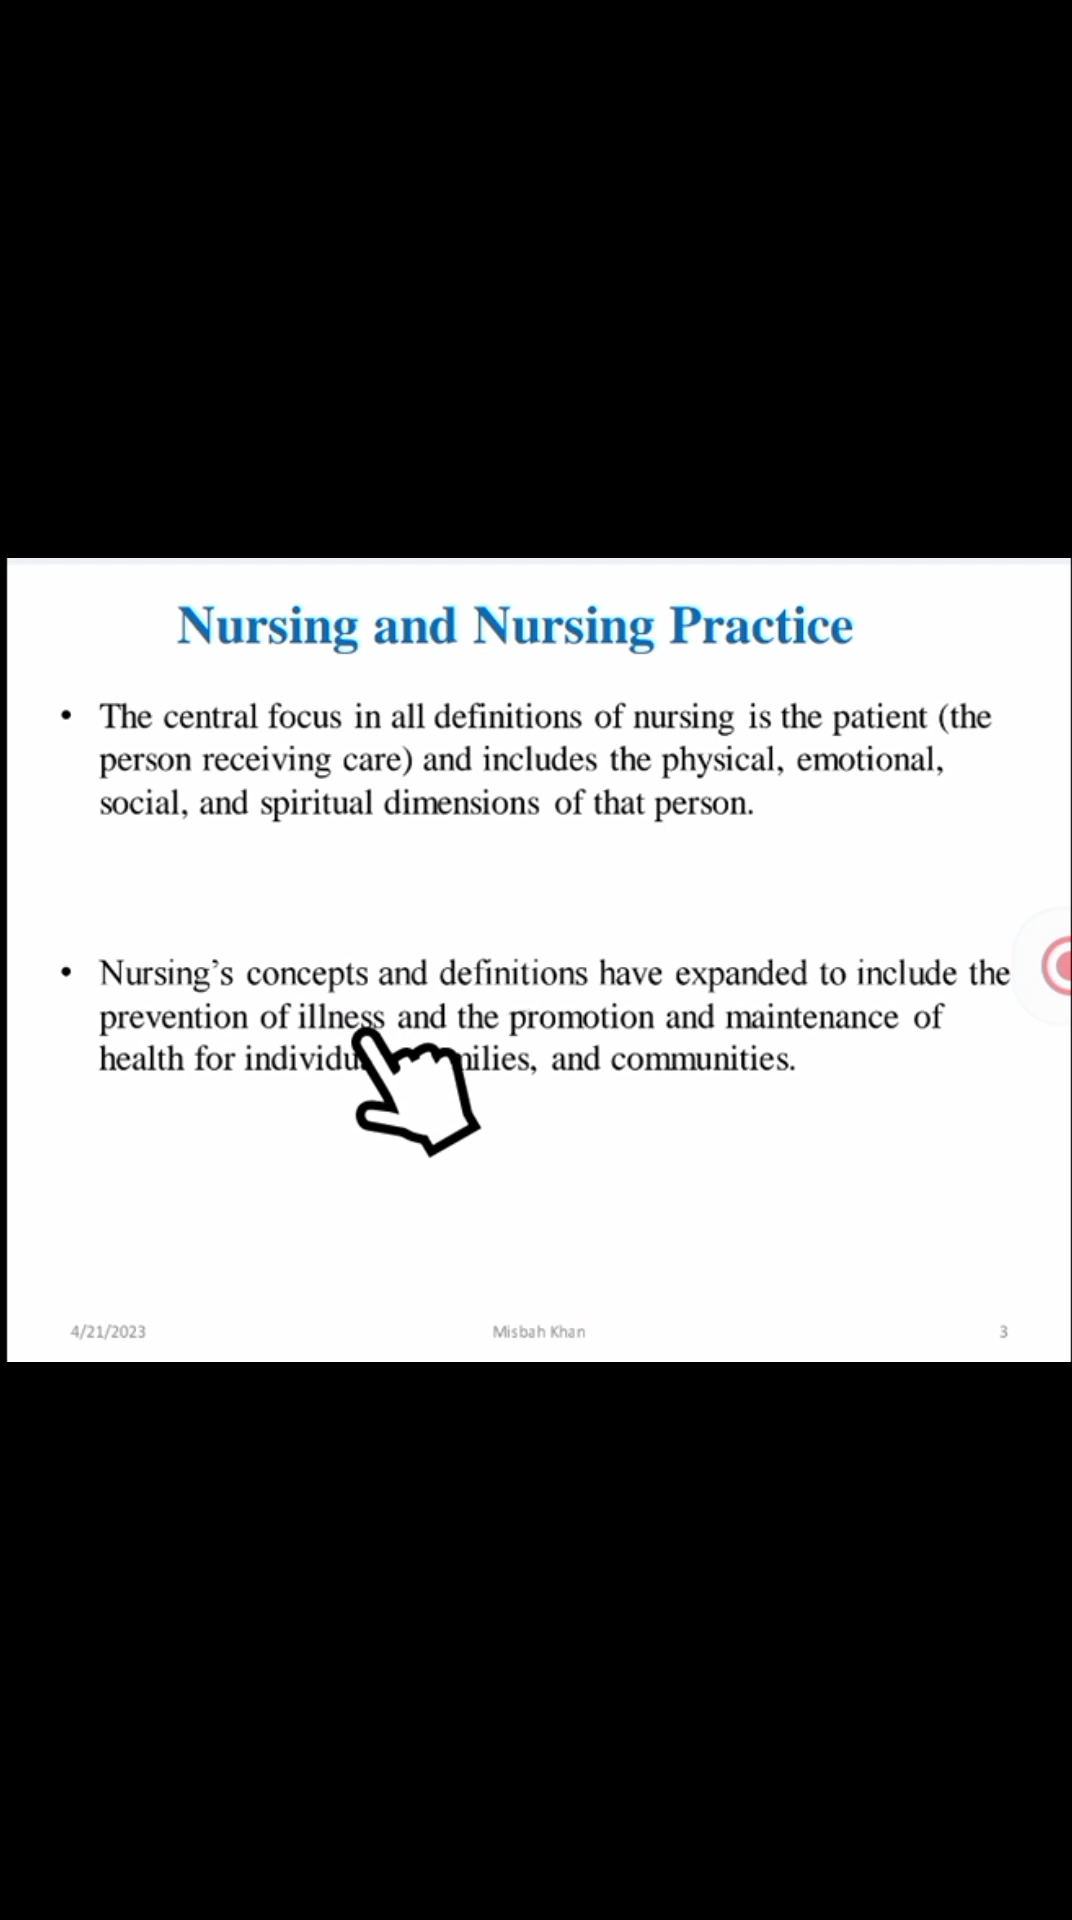 Nursing and Nursing Practice
• The central focus in all definitions of nursing is the patient (the
person receiving care) and includes the physical, emotional,
social, and spiritual dimensions of that person.
• Nursing’s concepts and definitions have expanded to include the
prevention of illness and the promotion and maintenance of
health for and communities.
4/21/2023
Misbah Khan
3